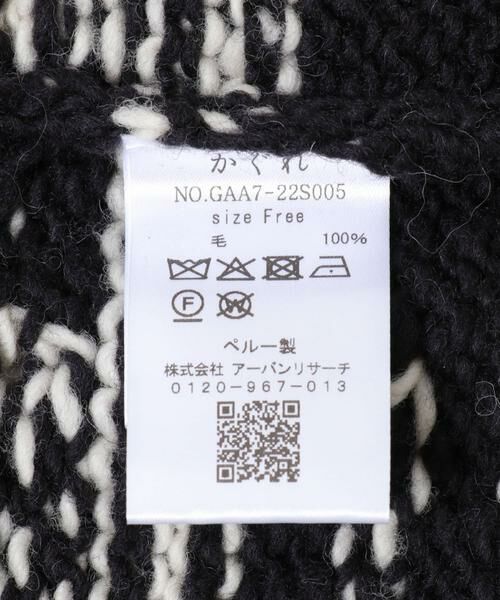 かぐれ
NO.GAA7-22S005
size Free
毛 100%
F W
ペルー製
株式会社 アーバンリサーチ
0120-967-013